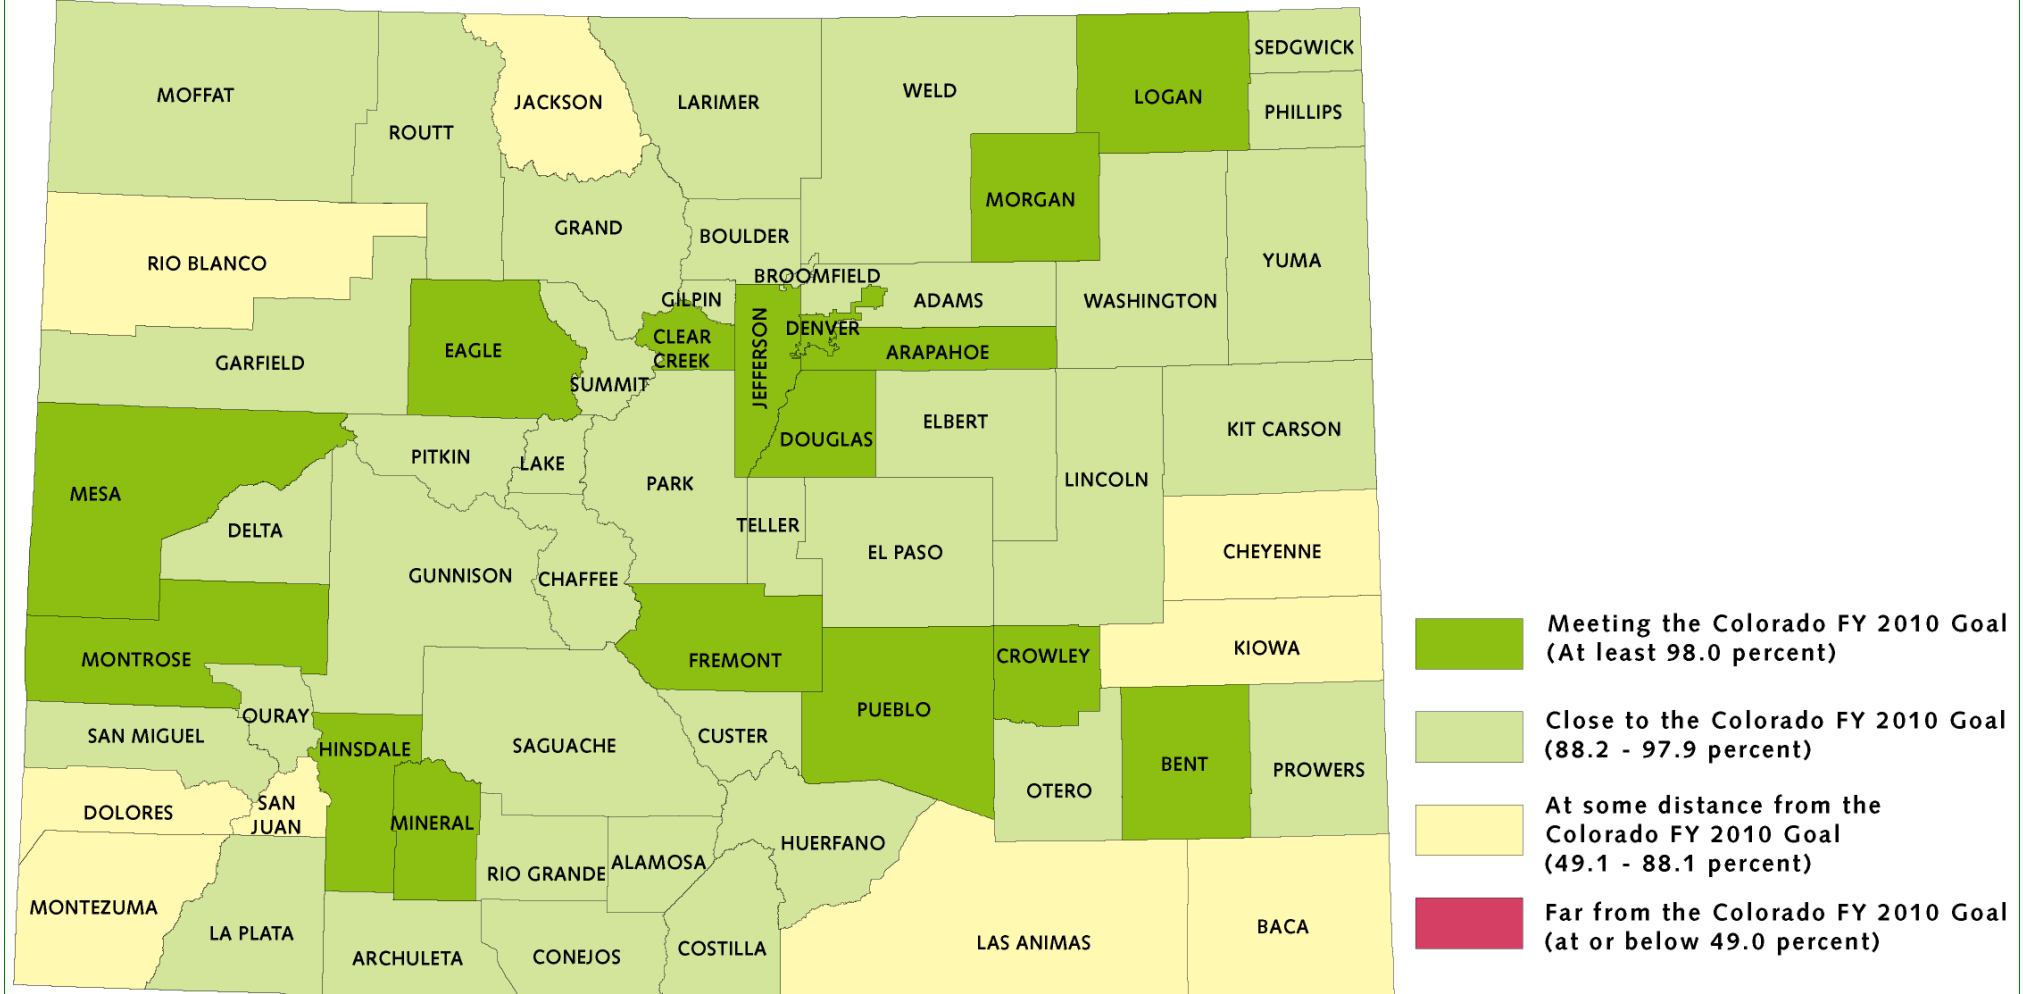 SEDGWICK
MOFFAT
JACKSON
LARIMER
WELD
LOGAN
PHILLIPS
ROUTT
MORGAN
GRAND
BOULDER
YUMA
RIO BLANCO
BROOMFIELD
GILPIN
ADAMS
WASHINGTON
EAGLE
CLEAR
CREEK
JEFFERSON
DENVER
ARAPAHOE
GARFIELD
SUMMIT
ELBERT
KIT CARSON
DOUGLAS
PITKIN
LAKE
PARK
LINCOLN
MESA
DELTA
TELLER
EL PASO
CHEYENNE
GUNNISON
CHAFFEE
MONTROSE
FREMONT
CROWLEY
KIOWA
OURAY
PUEBLO
SAN MIGUEL
HINSDALE
SAGUACHE
CUSTER
BENT
PROWERS
OTERO
DOLORES
SAN
JUAN
MINERAL
HUERFANO
RIO GRANDE
ALAMOSA
MONTEZUMA
LA PLATA
ARCHULETA
CONEJOS
COSTILLA
LAS ANIMAS
BACA
Meeting the Colorado FY 2010 Goal
(At least 98.0 percent)
Close to the Colorado FY 2010 Goal
(88.2 - 97.9 percent)
At some distance from the
Colorado FY 2010 Goal
(49.1 - 88.1 percent)
Far from the Colorado FY 2010 Goal
(at or below 49.0 percent)